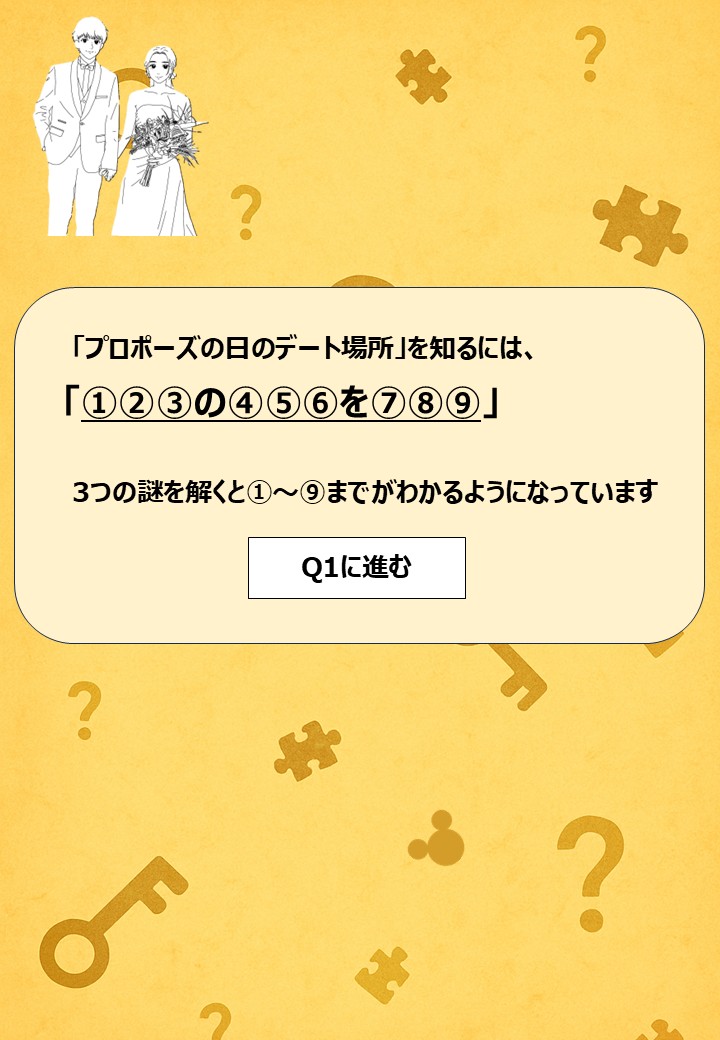 「プロポーズの日のデート場所」を知るには、
「①②③の④⑤⑥を⑦⑧⑨」
3つの謎を解くと①～⑨までがわかるようになっています
Q1に進む